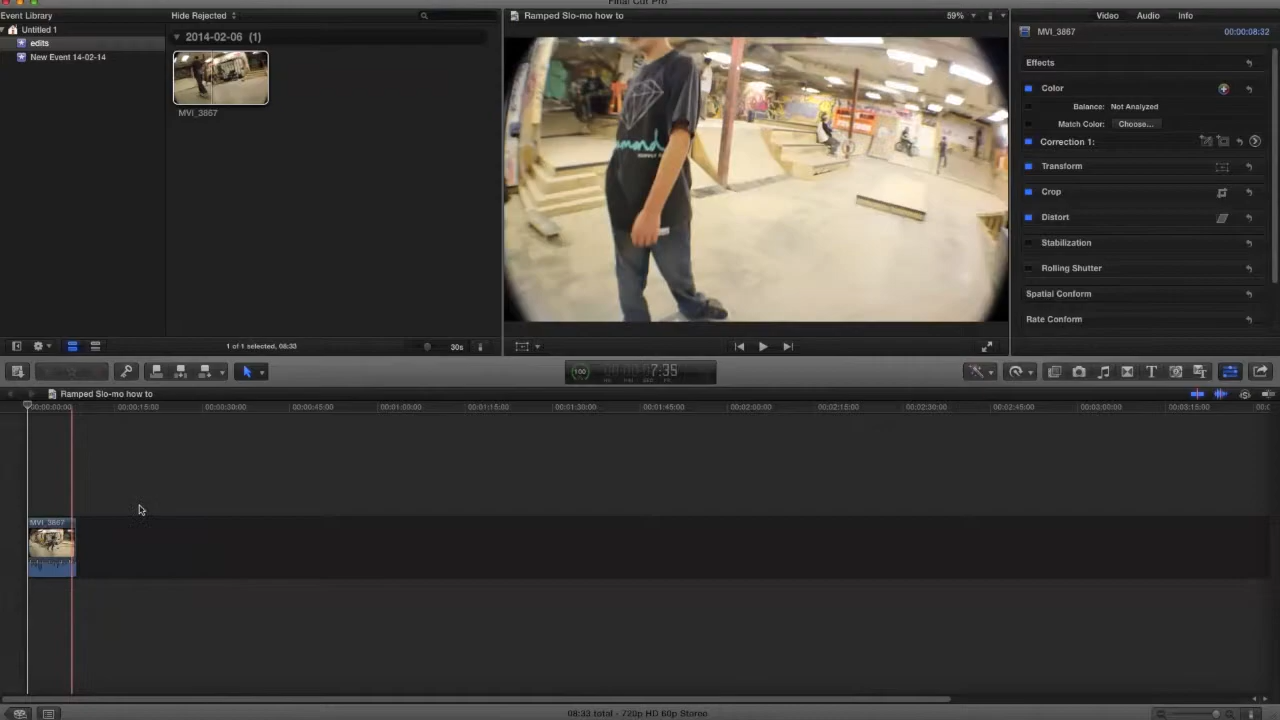 Final Cut Pro
Event Library
Hide Rejected
Ramped Slo-mo how to
59%
Video
Audio
Info
Untitled 1
edits
New Event 14-02-14
2014-02-06 (1)
MVI_3867
MVI_3867
00:00:08:32
Effects
Color
Balance: Not Analyzed
Match Color: Choose...
Correction 1:
Transform
Crop
Distort
Stabilization
Rolling Shutter
Spatial Conform
Rate Conform
1 of 1 selected, 08:33
30s
100
7:35
Ramped Slo-mo how to
00:00:00:00
00:00:15:00
00:00:30:00
00:00:45:00
00:01:00:00
00:01:15:00
00:01:30:00
00:01:45:00
00:02:00:00
00:02:15:00
00:02:30:00
00:02:45:00
00:03:00:00
00:03:15:00
MVI_3867
08:33 total - 720p HD 60p Stereo